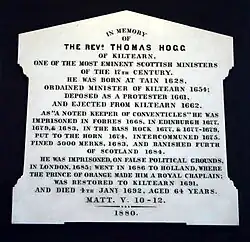 IN MEMORY
OF
THE REVD. THOMAS HOGG
OF KILTEARN,
ONE OF THE MOST EMINENT SCOTTISH MINISTERS
OF THE 17TH CENTURY.
HE WAS BORN AT TAIN 1628,
ORDAINED MINISTER OF KILTEARN 1654;
DEPOSED AS A PROTESTER 1661,
AND EJECTED FROM KILTEARN 1662.
AS "A NOTED KEEPER OF CONVENTICLES" HE WAS
IMPRISONED IN FORRES 1668, IN EDINBURGH 1677,
1679, & 1683, IN THE BASS ROCK 1677, & 1677-1679,
PUT TO THE HORN 1674, INTERCOMMUNED 1675,
FINED 5000 MERKS, 1683, AND BANISHED FURTH
OF SCOTLAND 1684.
HE WAS IMPRISONED, ON FALSE POLITICAL GROUNDS,
IN LONDON, 1685; WENT IN 1686 TO HOLLAND, WHERE
THE PRINCE OF ORANGE MADE HIM A ROYAL CHAPLAIN;
WAS RESTORED TO KILTEARN 1691,
AND DIED 4TH JANY 1692, AGED 64 YEARS.
MATT. V. 10-12.
1880.